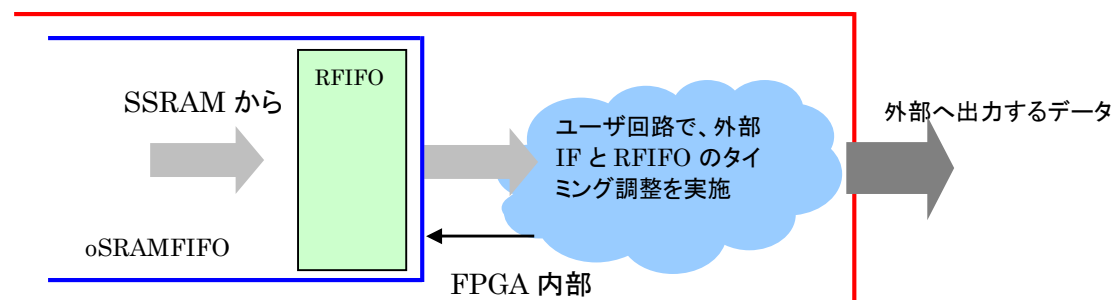 RFIFO
SSRAM から
外部へ出力するデータ
ユーザ回路で、外部
IF と RFIFO のタイ
ミング調整を実施
oSRAMFIFO
FPGA 内部